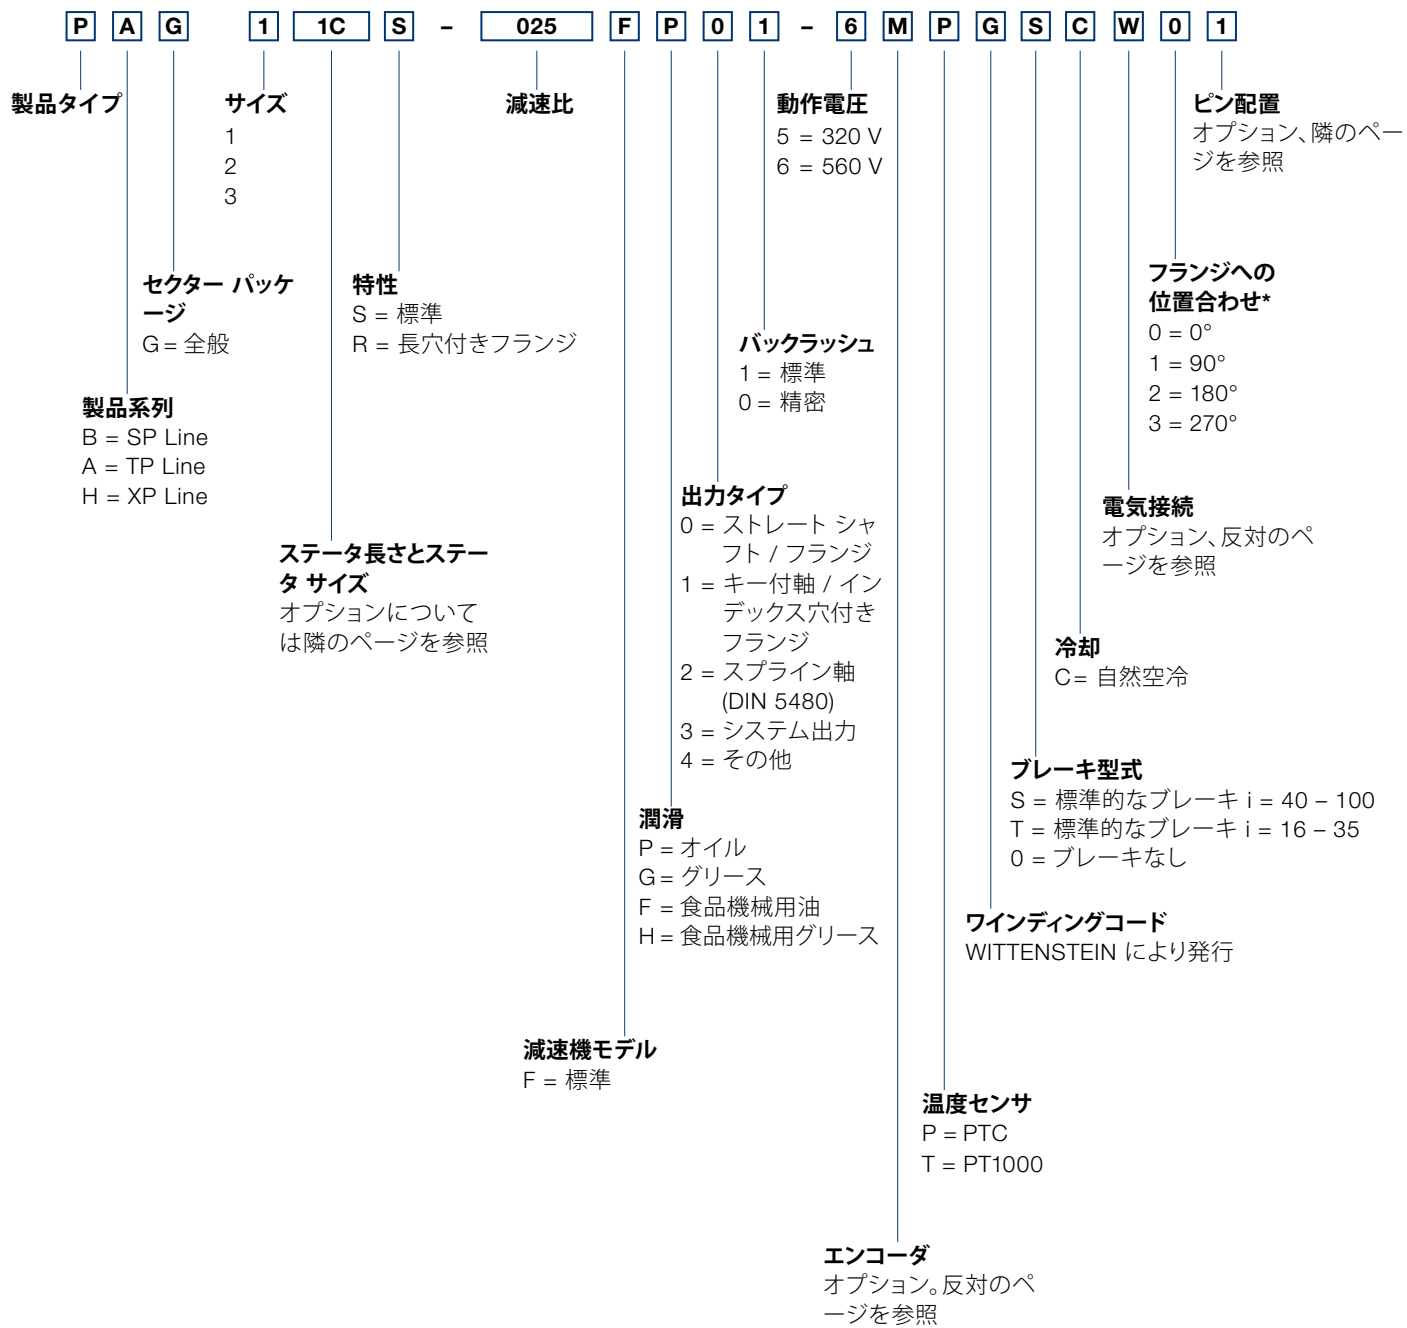 P A G 1 1C S – 025 F P 0 1 – 6 M P G S C W 0 1
製品タイプ
サイズ
1
2
3
減速比
動作電圧
5 = 320 V
6 = 560 V
ピン配置
オプション、隣のペー
ジを参照
セクター パッケ
ージ
G = 全般
特性
S = 標準
R = 長穴付きフランジ
フランジへの
位置合わせ*
0 = 0°
1 = 90°
2 = 180°
3 = 270°
バックラッシュ
1 = 標準
0 = 精密
製品系列
B = SP Line
A = TP Line
H = XP Line
出力タイプ
0 = ストレート シャ
フト / フランジ
1 = キー付軸 / イン
デックス穴付き
フランジ
2 = スプライン軸
(DIN 5480)
3 = システム出力
4 = その他
電気接続
オプション、反対のペ
ージを参照
ステータ長さとステー
タ サイズ
オプションについて
は隣のページを参照
冷却
C = 自然空冷
ブレーキ型式
S = 標準的なブレーキ i = 40 – 100
T = 標準的なブレーキ i = 16 – 35
0 = ブレーキなし
潤滑
P = オイル
G = グリース
F = 食品機械用油
H = 食品機械用グリース
ワインディングコード
WITTENSTEIN により発行
減速機モデル
F = 標準
温度センサ
P = PTC
T = PT1000
エンコーダ
オプション。反対のペ
ージを参照